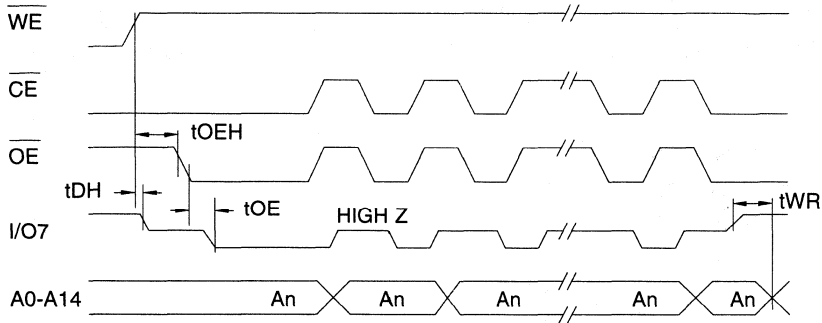 WE
CE
tOEH
OE
tDH
tOE
HIGH Z
tWR
I/O7
A0-A14
An
An
An
An
An